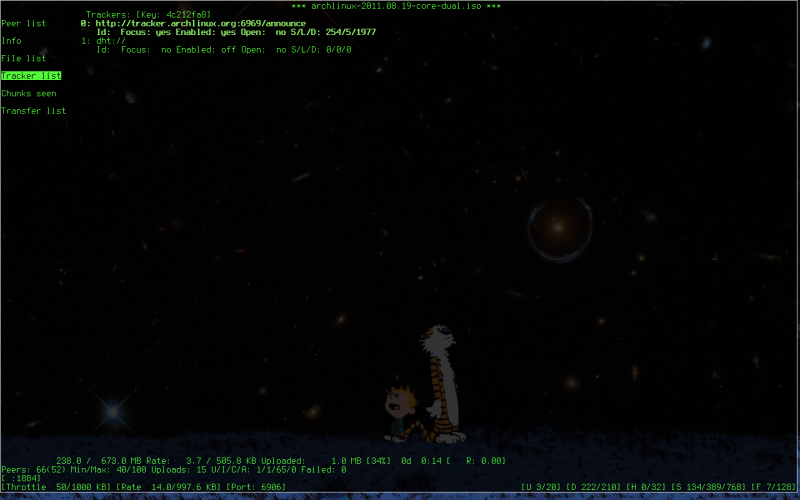 *** archlinux-2011.08.19-core-dual.iso ***
Trackers: [Key: 4c212fa8]
Peer list
0: http://tracker.archlinux.org:6969/announce
Id: Focus: yes Enabled: yes Open: no S/L/D: 254/5/1977
Info
1: dht://
Id: Focus: no Enabled: off Open: no S/L/D: 0/0/0
File list
Tracker list
Chunks seen
Transfer list
238.0 / 673.0 MB Rate: 3.7 / 505.8 KB Uploaded: 1.0 MB [34%] 0d 0:14 [ R: 0.00]
Peers: 66(52) Min/Max: 40/100 Uploads: 15 U/I/C/A: 1/1/65/0 Failed: 0
[ :1884]
[Throttle 50/1000 KB] [Rate 14.0/997.6 KB] [Port: 6906] [U 3/20] [D 222/210] [H 0/32] [S 134/389/768] [F 7/128]